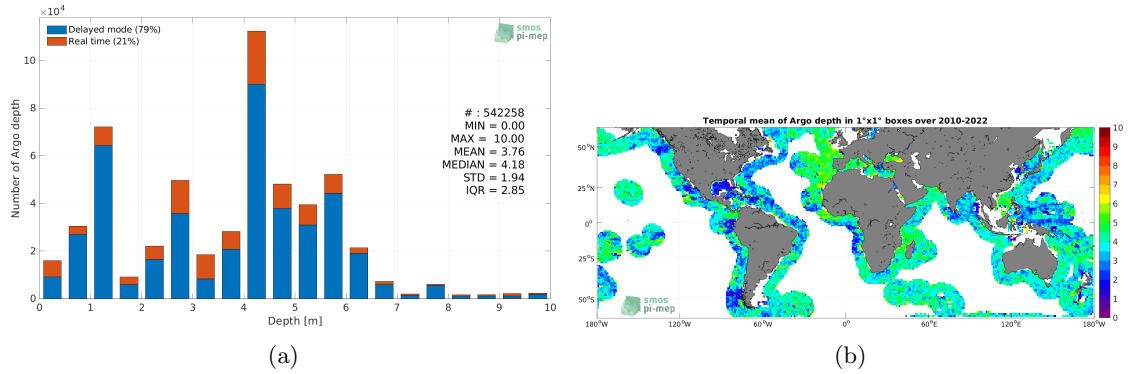 ×10⁴
Delayed mode (79%)
Real time (21%)
smos
pi-mep
10
8
6
4
2
0
Number of Argo depth
# : 542258
MIN = 0.00
MAX = 10.00
MEAN = 3.76
MEDIAN = 4.18
STD = 1.94
IQR = 2.85
0 1 2 3 4 5 6 7 8 9 10
Depth [m]
(a)
Temporal mean of Argo depth in 1°x1° boxes over 2010-2022
50°N
25°N
0°
25°S
50°S
smos
pi-mep
180°W 120°W 60°W 0° 60°E 120°E 180°W
10
9
8
7
6
5
4
3
2
1
0
(b)